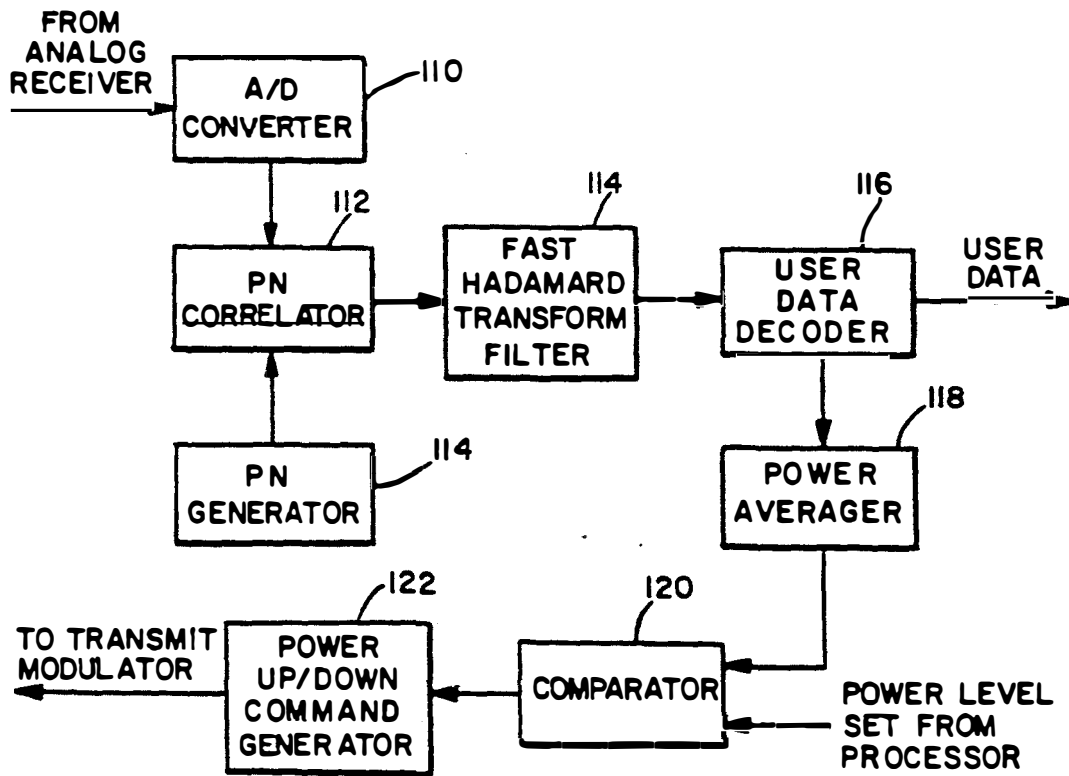 FROM
ANALOG
RECEIVER
A/D
CONVERTER
110
112
PN
CORRELATOR
114
FAST
HADAMARD
TRANSFORM
FILTER
116
USER
DATA
DECODER
USER
DATA
PN
GENERATOR
114
118
POWER
AVERAGER
TO TRANSMIT
MODULATOR
122
POWER
UP/DOWN
COMMAND
GENERATOR
120
COMPARATOR
POWER LEVEL
SET FROM
PROCESSOR